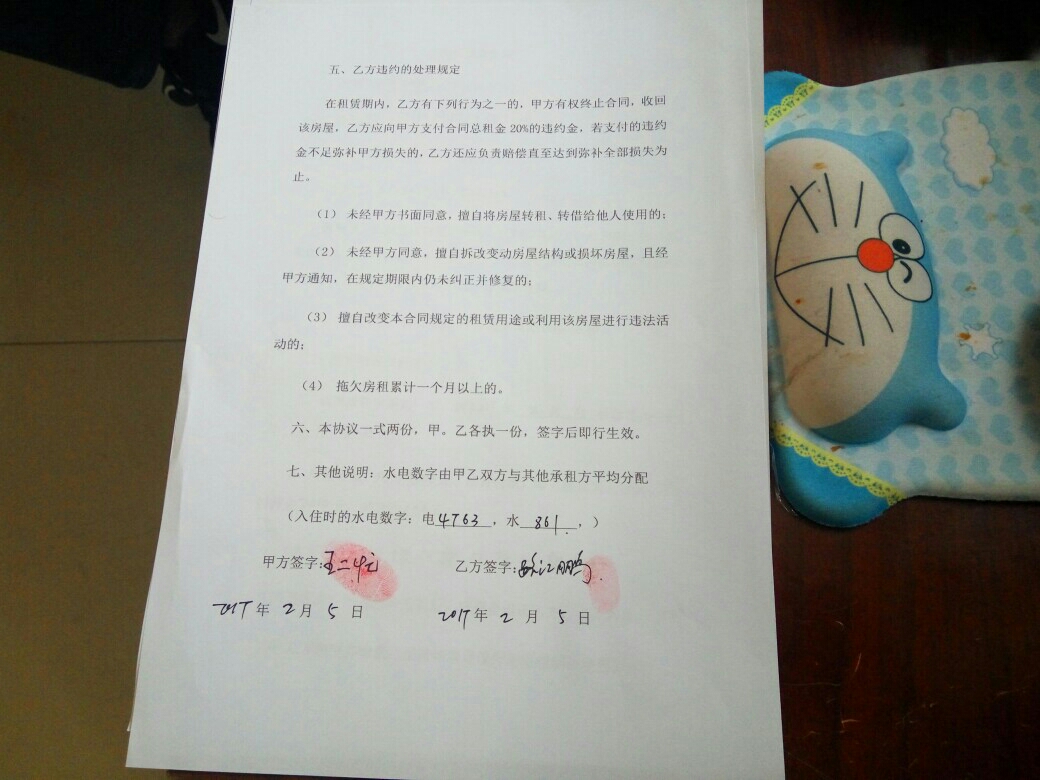 五、乙方违约的处理规定
在租赁期内，乙方有下列行为之一的，甲方有权终止合同，收回
该房屋，乙方应向甲方支付合同总租金20%的违约金，若支付的违约
金不足弥补甲方损失的，乙方还应负责赔偿直至达到弥补全部损失为
止。
（1） 未经甲方书面同意，擅自将房屋转租、转借给他人使用的；
（2） 未经甲方同意，擅自拆改变动房屋结构或损坏房屋，且经
甲方通知，在规定期限内仍未纠正并修复的；
（3） 擅自改变本合同规定的租赁用途或利用该房屋进行违法活
动的；
（4） 拖欠房租累计一个月以上的。
六、本协议一式两份，甲。乙各执一份，签字后即行生效。
七、其他说明：水电数字由甲乙双方与其他承租方平均分配
（入住时的水电数字：电4763，水861，）
甲方签字: 乙方签字:
2017年2月5日 2017年2月5日